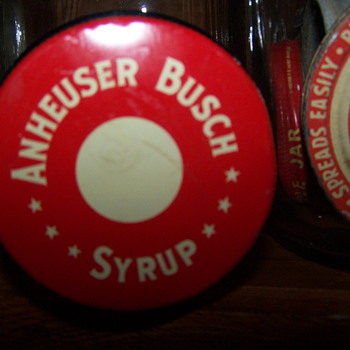 ANHEUSER BUSCH
SYRUP
JAR
SPREADS EASILY